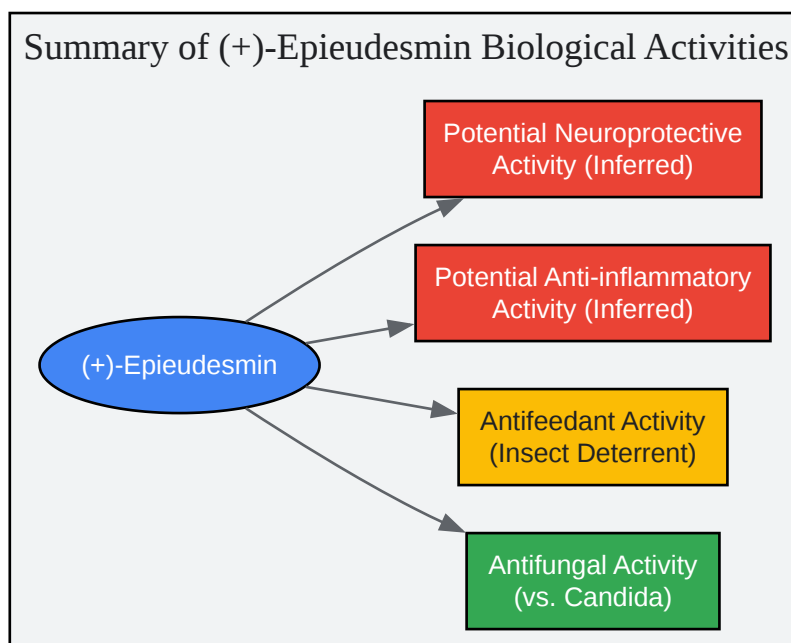 Summary of (+)-Epieudesmin Biological Activities
Potential Neuroprotective
Activity (Inferred)
Potential Anti-inflammatory
Activity (Inferred)
(+)-Epieudesmin
Antifeedant Activity
(Insect Deterrent)
Antifungal Activity
(vs. Candida)